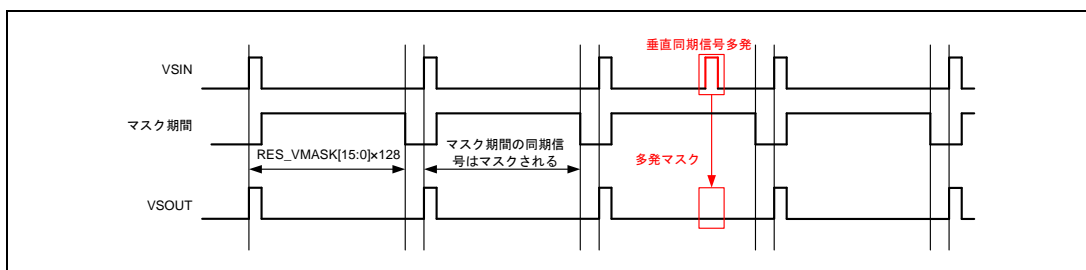 垂直同期信号多発
VSIN
マスク期間
RES_VMASK[15:0]×128
マスク期間の同期信
号はマスクされる
多発マスク
VSOUT